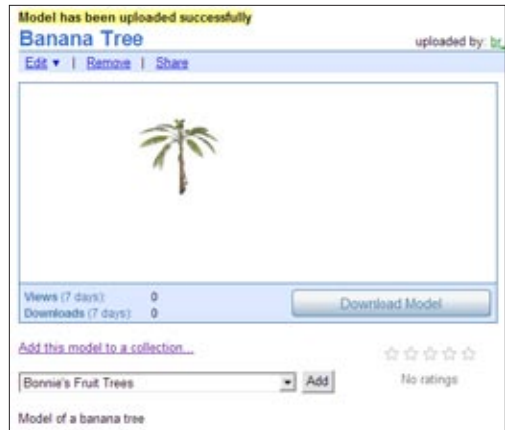 Model has been uploaded successfully
Banana Tree
uploaded by:
Edit ▾ | Remove | Share
Views (7 days): 0
Downloads (7 days): 0
Download Model
Add this model to a collection...
Bonnie's Fruit Trees
Add
No ratings
Model of a banana tree